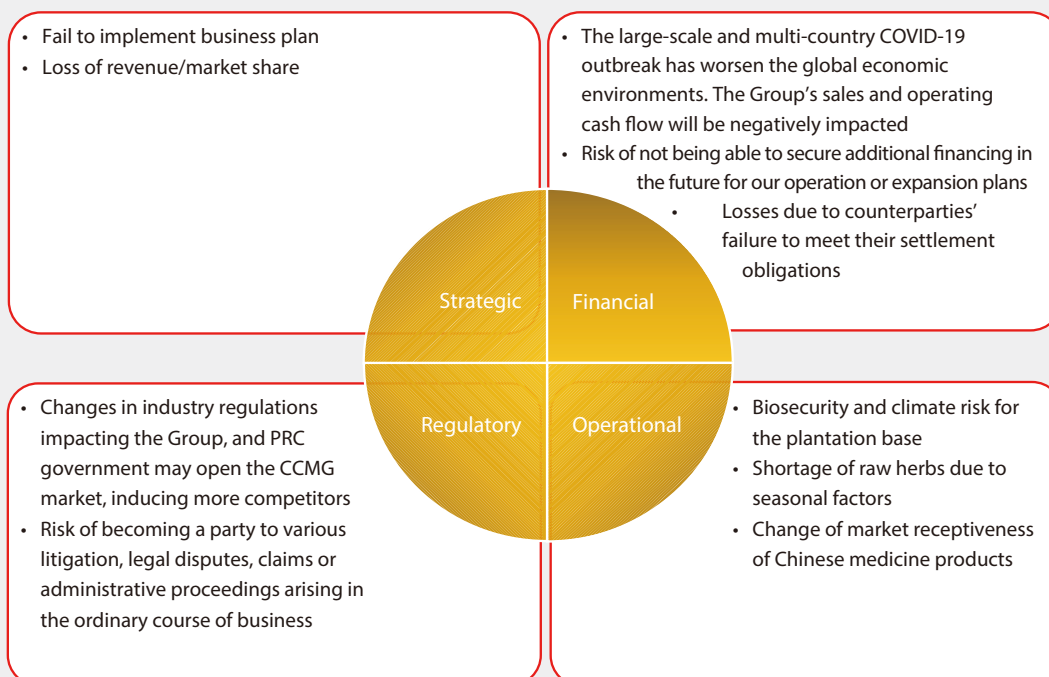 • Fail to implement business plan
• Loss of revenue/market share
• The large-scale and multi-country COVID-19
outbreak has worsen the global economic
environments. The Group's sales and operating
cash flow will be negatively impacted
• Risk of not being able to secure additional financing in
the future for our operation or expansion plans
• Losses due to counterparties'
failure to meet their settlement
obligations
Strategic
Financial
Regulatory
Operational
• Changes in industry regulations
impacting the Group, and PRC
government may open the CCMG
market, inducing more competitors
• Risk of becoming a party to various
litigation, legal disputes, claims or
administrative proceedings arising in
the ordinary course of business
• Biosecurity and climate risk for
the plantation base
• Shortage of raw herbs due to
seasonal factors
• Change of market receptiveness
of Chinese medicine products